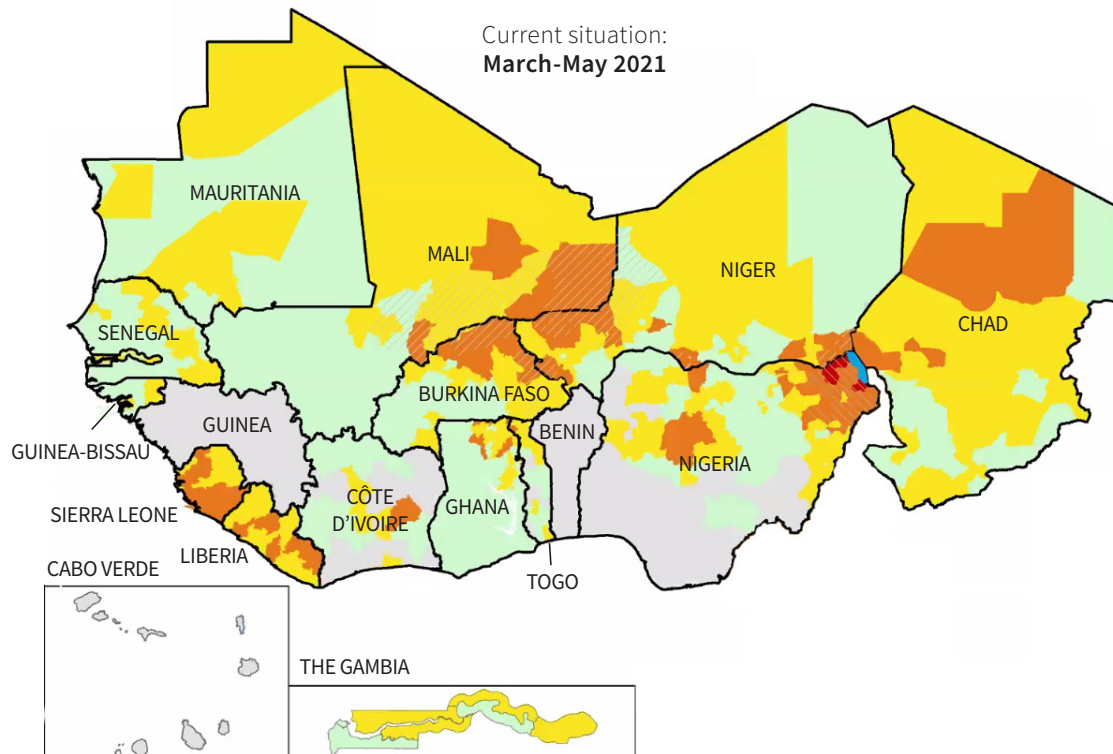 Current situation:
March-May 2021
MAURITANIA
MALI
NIGER
CHAD
SENEGAL
BURKINA FASO
GUINEA
BENIN
GUINEA-BISSAU
NIGERIA
CÔTE
D'IVOIRE
GHANA
SIERRA LEONE
LIBERIA
TOGO
CABO VERDE
THE GAMBIA